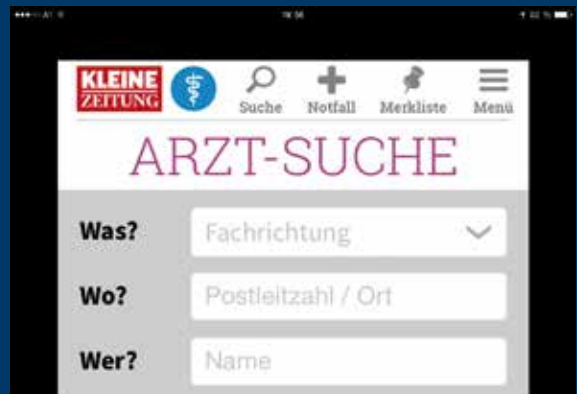 KLEINE
ZEITUNG
Suche Notfall Merkliste Menü
ARZT-SUCHE
Was? Fachrichtung
Wo? Postleitzahl / Ort
Wer? Name